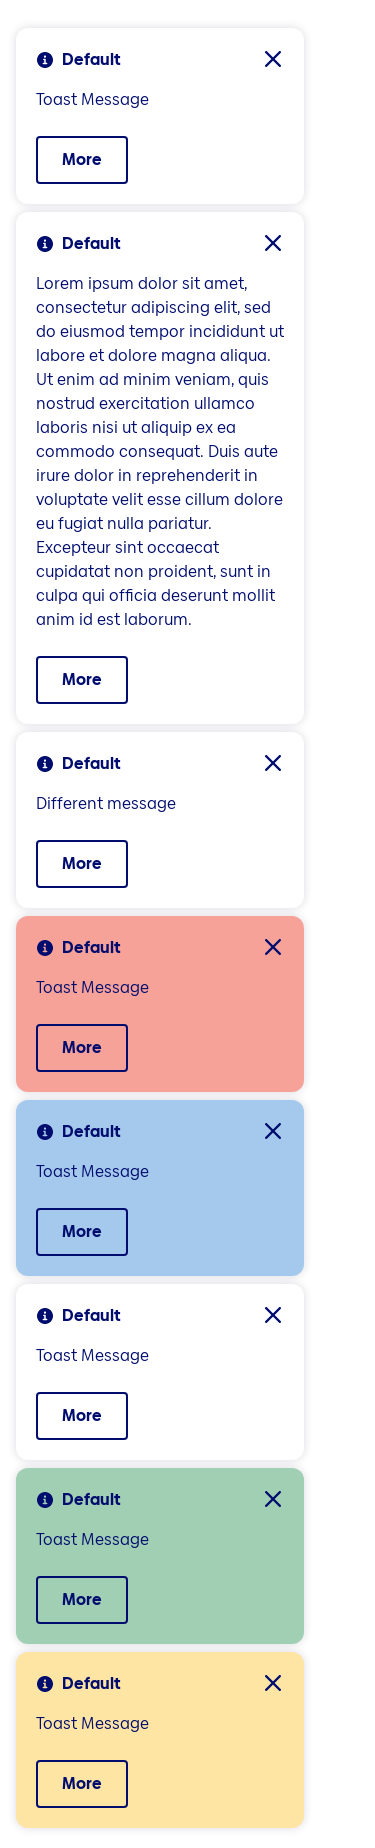 Default
Toast Message
More
Default
Lorem ipsum dolor sit amet,
consectetur adipiscing elit, sed
do eiusmod tempor incididunt ut
labore et dolore magna aliqua.
Ut enim ad minim veniam, quis
nostrud exercitation ullamco
laboris nisi ut aliquip ex ea
commodo consequat. Duis aute
irure dolor in reprehenderit in
voluptate velit esse cillum dolore
eu fugiat nulla pariatur.
Excepteur sint occaecat
cupidatat non proident, sunt in
culpa qui officia deserunt mollit
anim id est laborum.
More
Default
Different message
More
Default
Toast Message
More
Default
Toast Message
More
Default
Toast Message
More
Default
Toast Message
More
Default
Toast Message
More